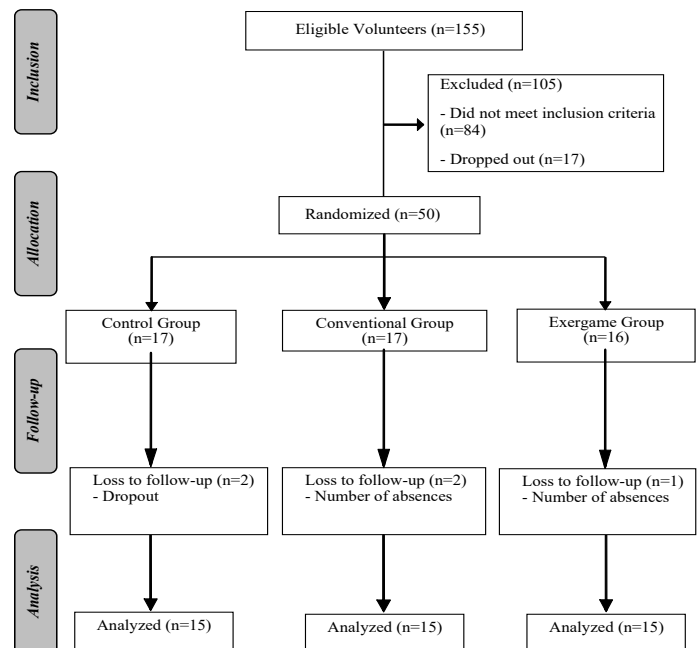 Inclusion
Eligible Volunteers (n=155)
Excluded (n=105)
- Did not meet inclusion criteria
(n=84)
- Dropped out (n=17)
Allocation
Randomized (n=50)
Control Group
(n=17)
Conventional Group
(n=17)
Exergame Group
(n=16)
Follow-up
Loss to follow-up (n=2)
- Dropout
Loss to follow-up (n=2)
- Number of absences
Loss to follow-up (n=1)
- Number of absences
Analysis
Analyzed (n=15)
Analyzed (n=15)
Analyzed (n=15)